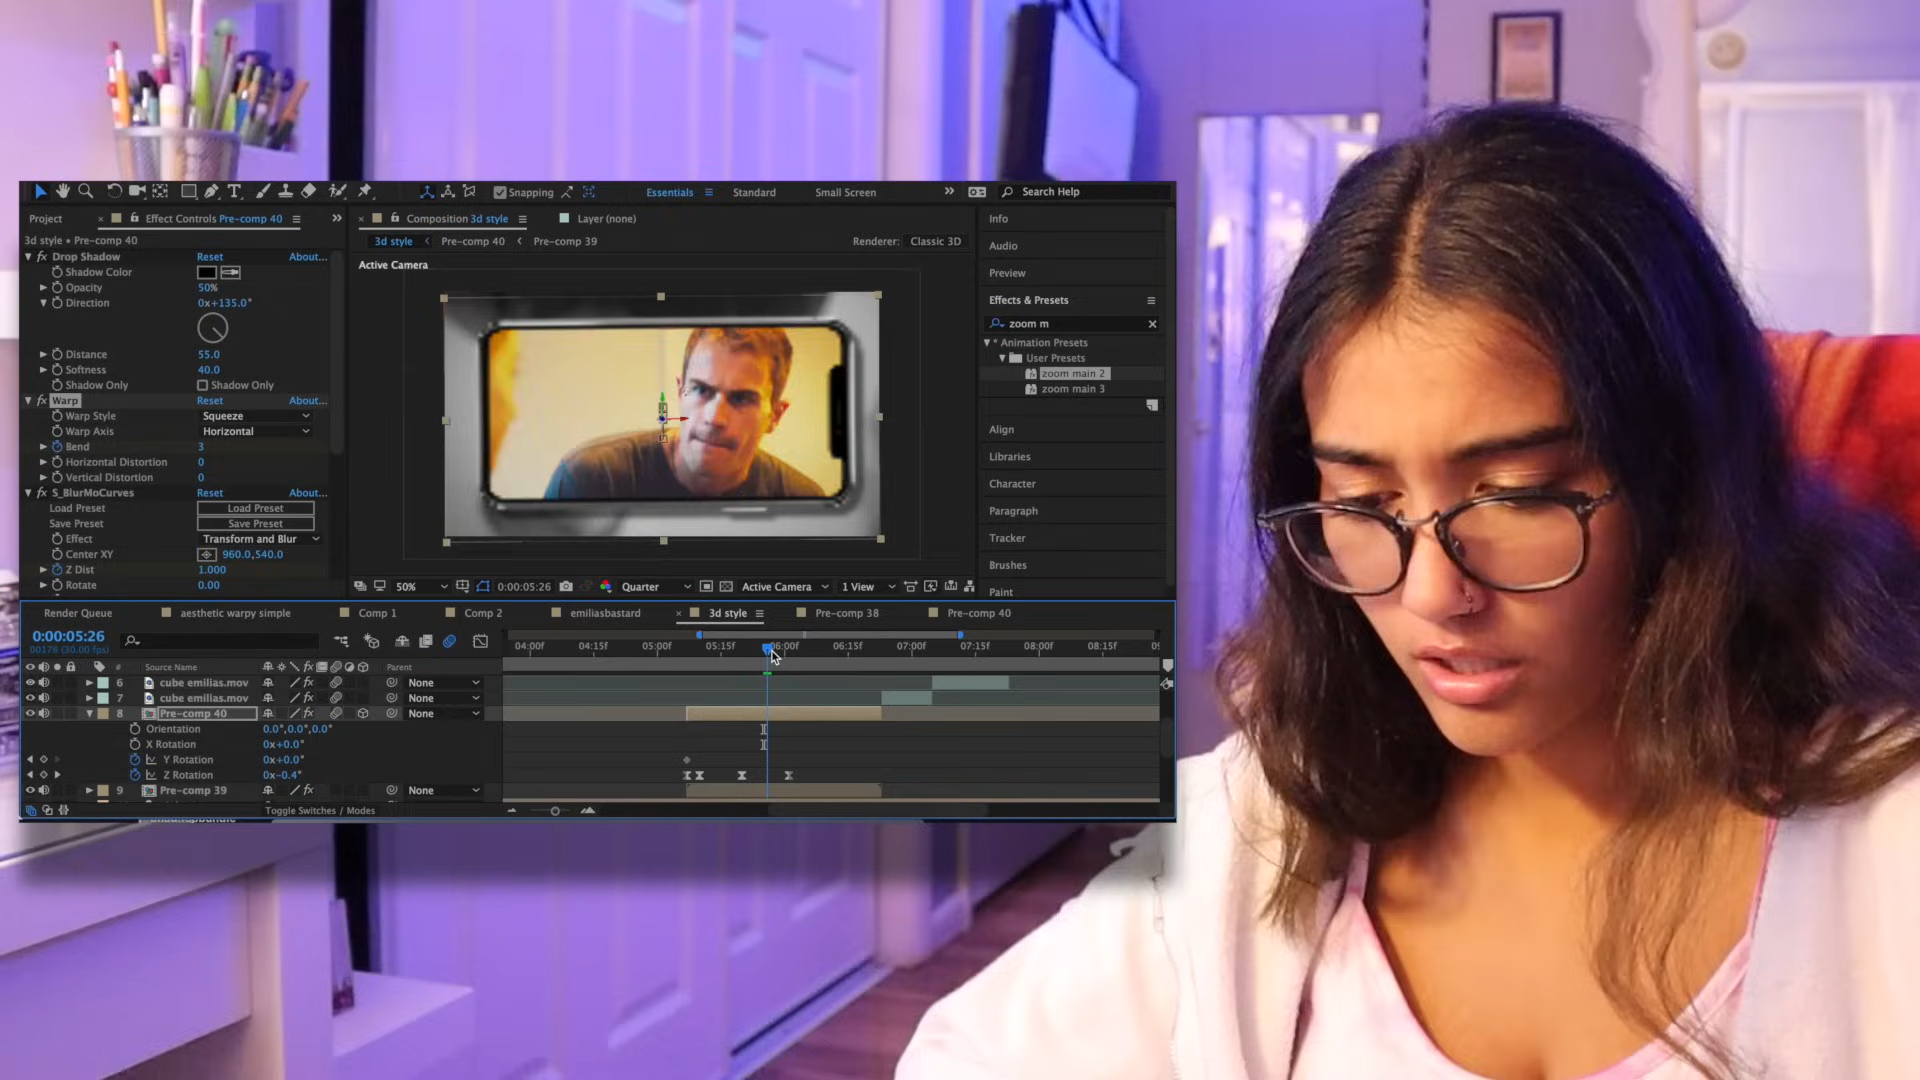 Snapping
Essentials
Standard
Small Screen
Search Help
Project
Effect Controls Pre-comp 40
3d style • Pre-comp 40
Drop Shadow
Reset
About...
Shadow Color
Opacity
50%
Direction
0x+135.0°
Distance
55.0
Softness
40.0
Shadow Only
Shadow Only
Warp
Reset
About...
Warp Style
Squeeze
Warp Axis
Horizontal
Bend
3
Horizontal Distortion
0
Vertical Distortion
0
S_BlurMoCurves
Reset
About...
Load Preset
Load Preset
Save Preset
Save Preset
Effect
Transform and Blur
Center XY
960.0,540.0
Z Dist
1.000
Rotate
0.00
Composition 3d style
Layer (none)
3d style
Pre-comp 40
Pre-comp 39
Renderer:
Classic 3D
Active Camera
50%
0:00:05:26
Quarter
Active Camera
1 View
Info
Audio
Preview
Effects & Presets
zoom m
* Animation Presets
User Presets
zoom main 2
zoom main 3
Align
Libraries
Character
Paragraph
Tracker
Brushes
Paint
Render Queue
aesthetic warpy simple
Comp 1
Comp 2
emiliasbastard
3d style
Pre-comp 38
Pre-comp 40
0:00:05:26
00176 (30.00 fps)
04:00f
04:15f
05:00f
05:15f
06:00f
06:15f
07:00f
07:15f
08:00f
08:15f
#
Source Name
Parent
6
cube emilias.mov
None
7
cube emilias.mov
None
8
Pre-comp 40
None
Orientation
0.0°,0.0°,0.0°
X Rotation
0x+0.0°
Y Rotation
0x+0.0°
Z Rotation
0x-0.4°
9
Pre-comp 39
None
Toggle Switches / Modes